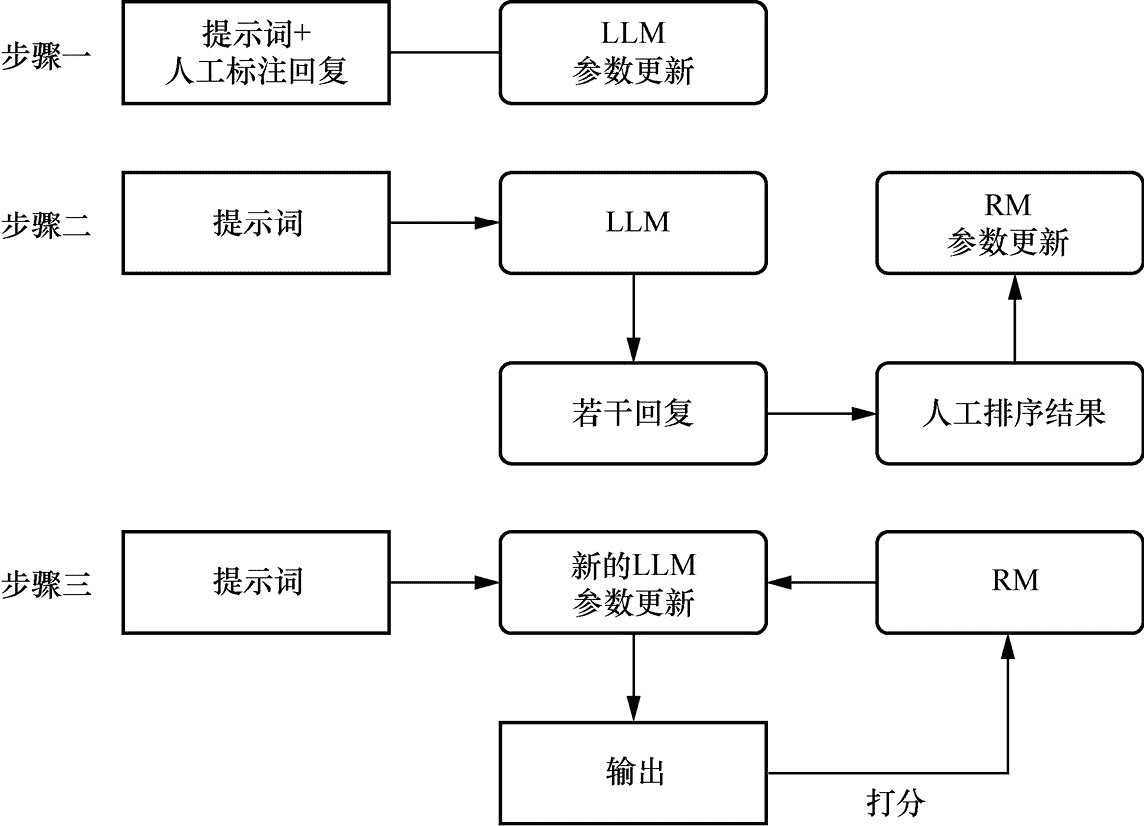 步骤一
提示词+
人工标注回复
LLM
参数更新
步骤二
提示词
LLM
RM
参数更新
若干回复
人工排序结果
步骤三
提示词
新的LLM
参数更新
RM
输出
打分